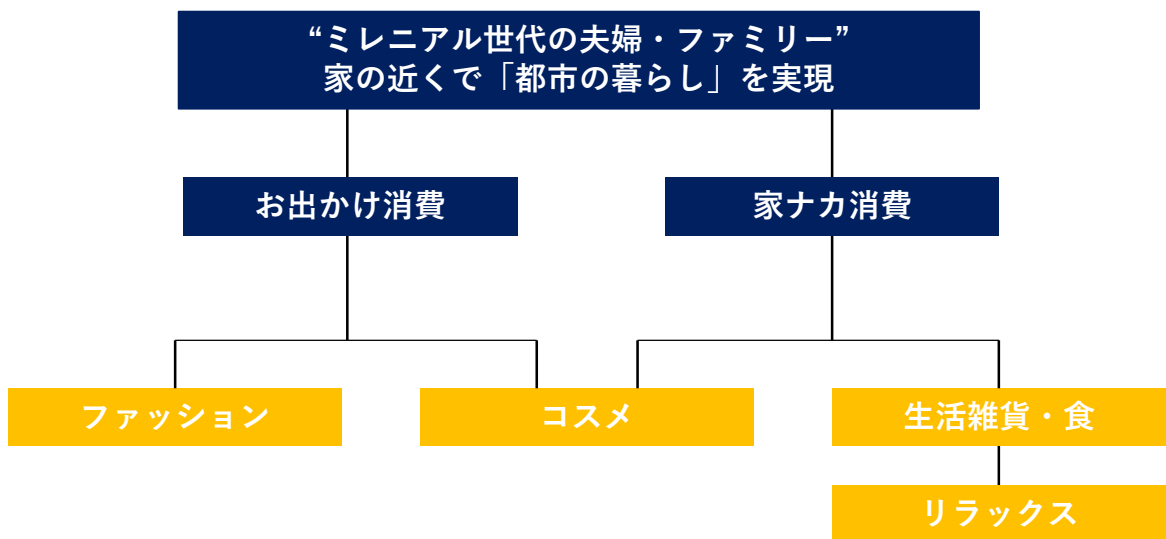 “ミレニアル世代の夫婦・ファミリー”
家の近くで「都市の暮らし」を実現
お出かけ消費
家ナカ消費
ファッション
コスメ
生活雑貨・食
リラックス